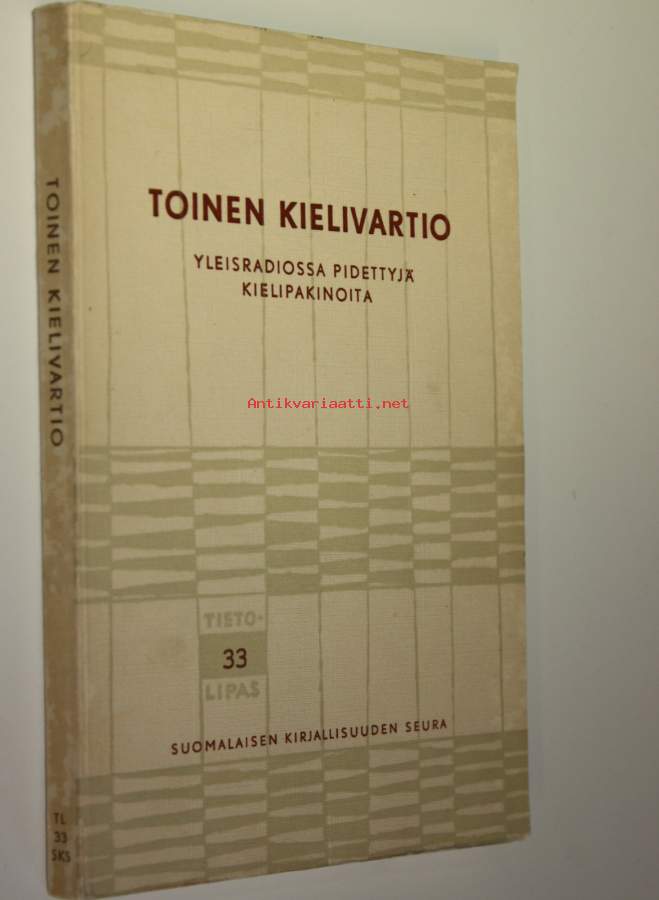 TOINEN KIELIVARTIO
YLEISRADIOSSA PIDETTYJÄ
KIELIPAKINOITA
Antikvariaatti.net
TIETO-
33
LIPAS
SUOMALAISEN KIRJALLISUUDEN SEURA
TOINEN KIELIVARTIO
TL
33
SKS